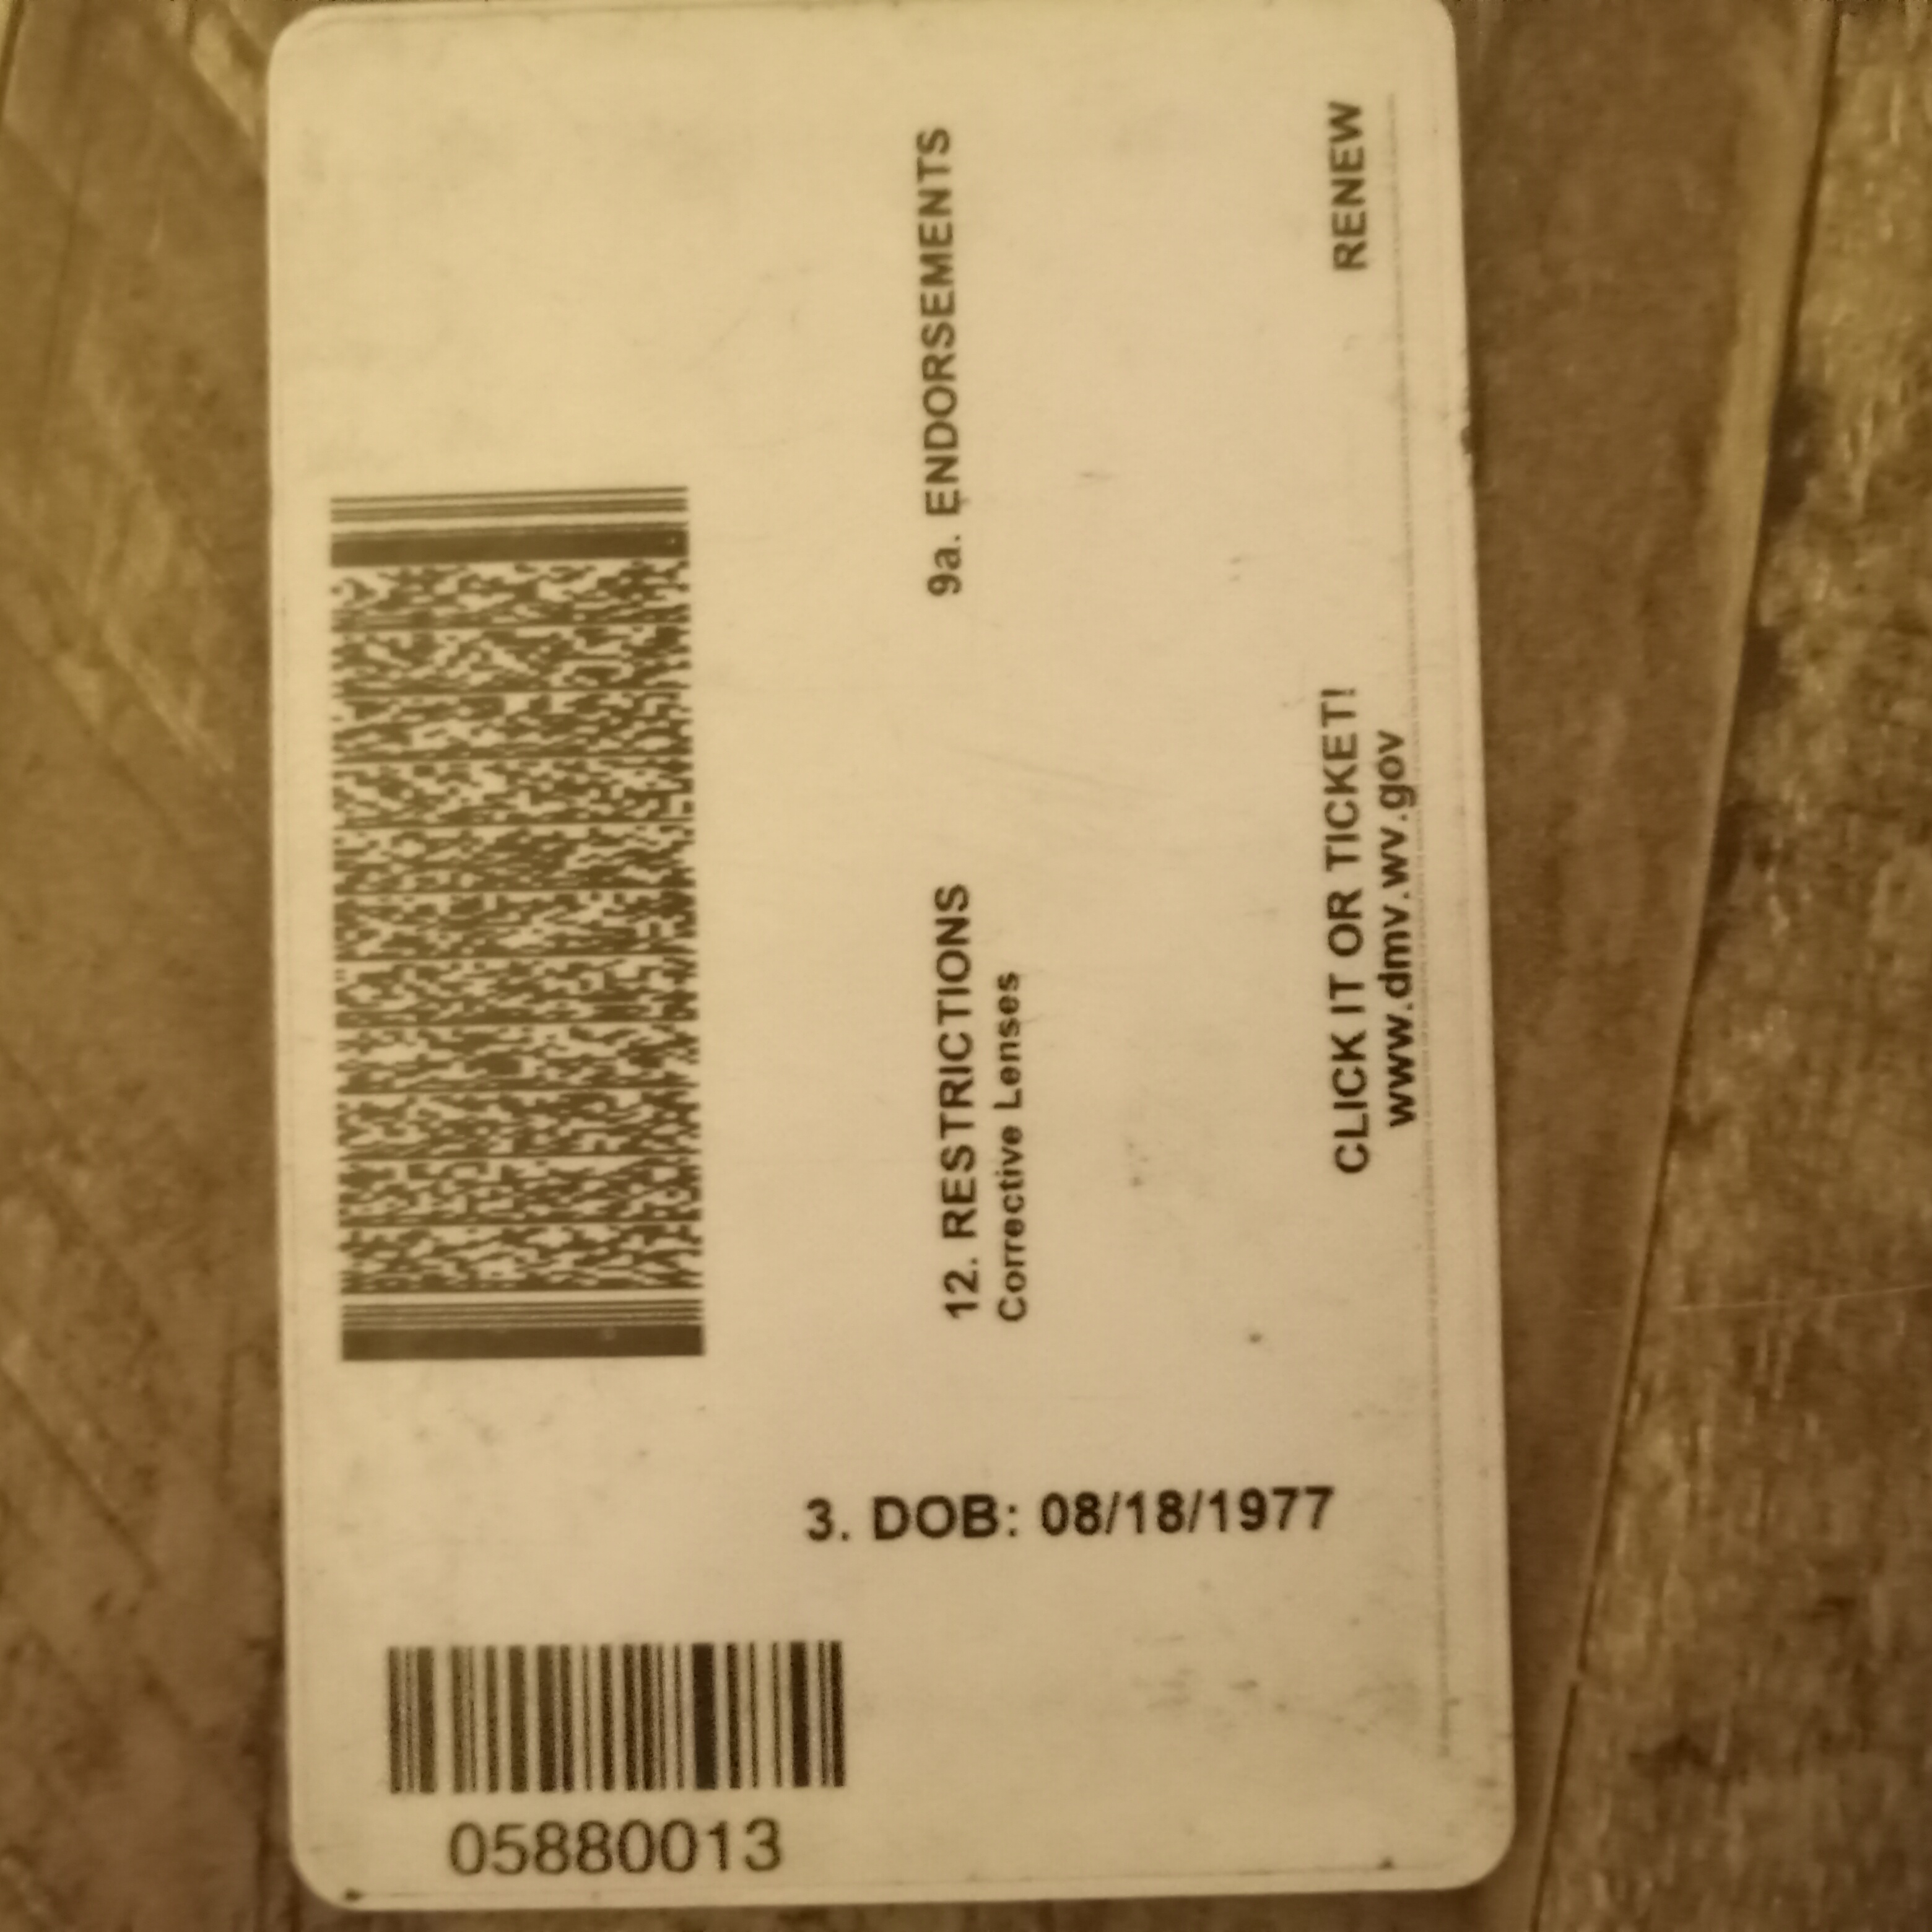 9a. ENDORSEMENTS
RENEW
12. RESTRICTIONS
Corrective Lenses
CLICK IT OR TICKET!
www.dmv.wv.gov
3. DOB: 08/18/1977
05880013